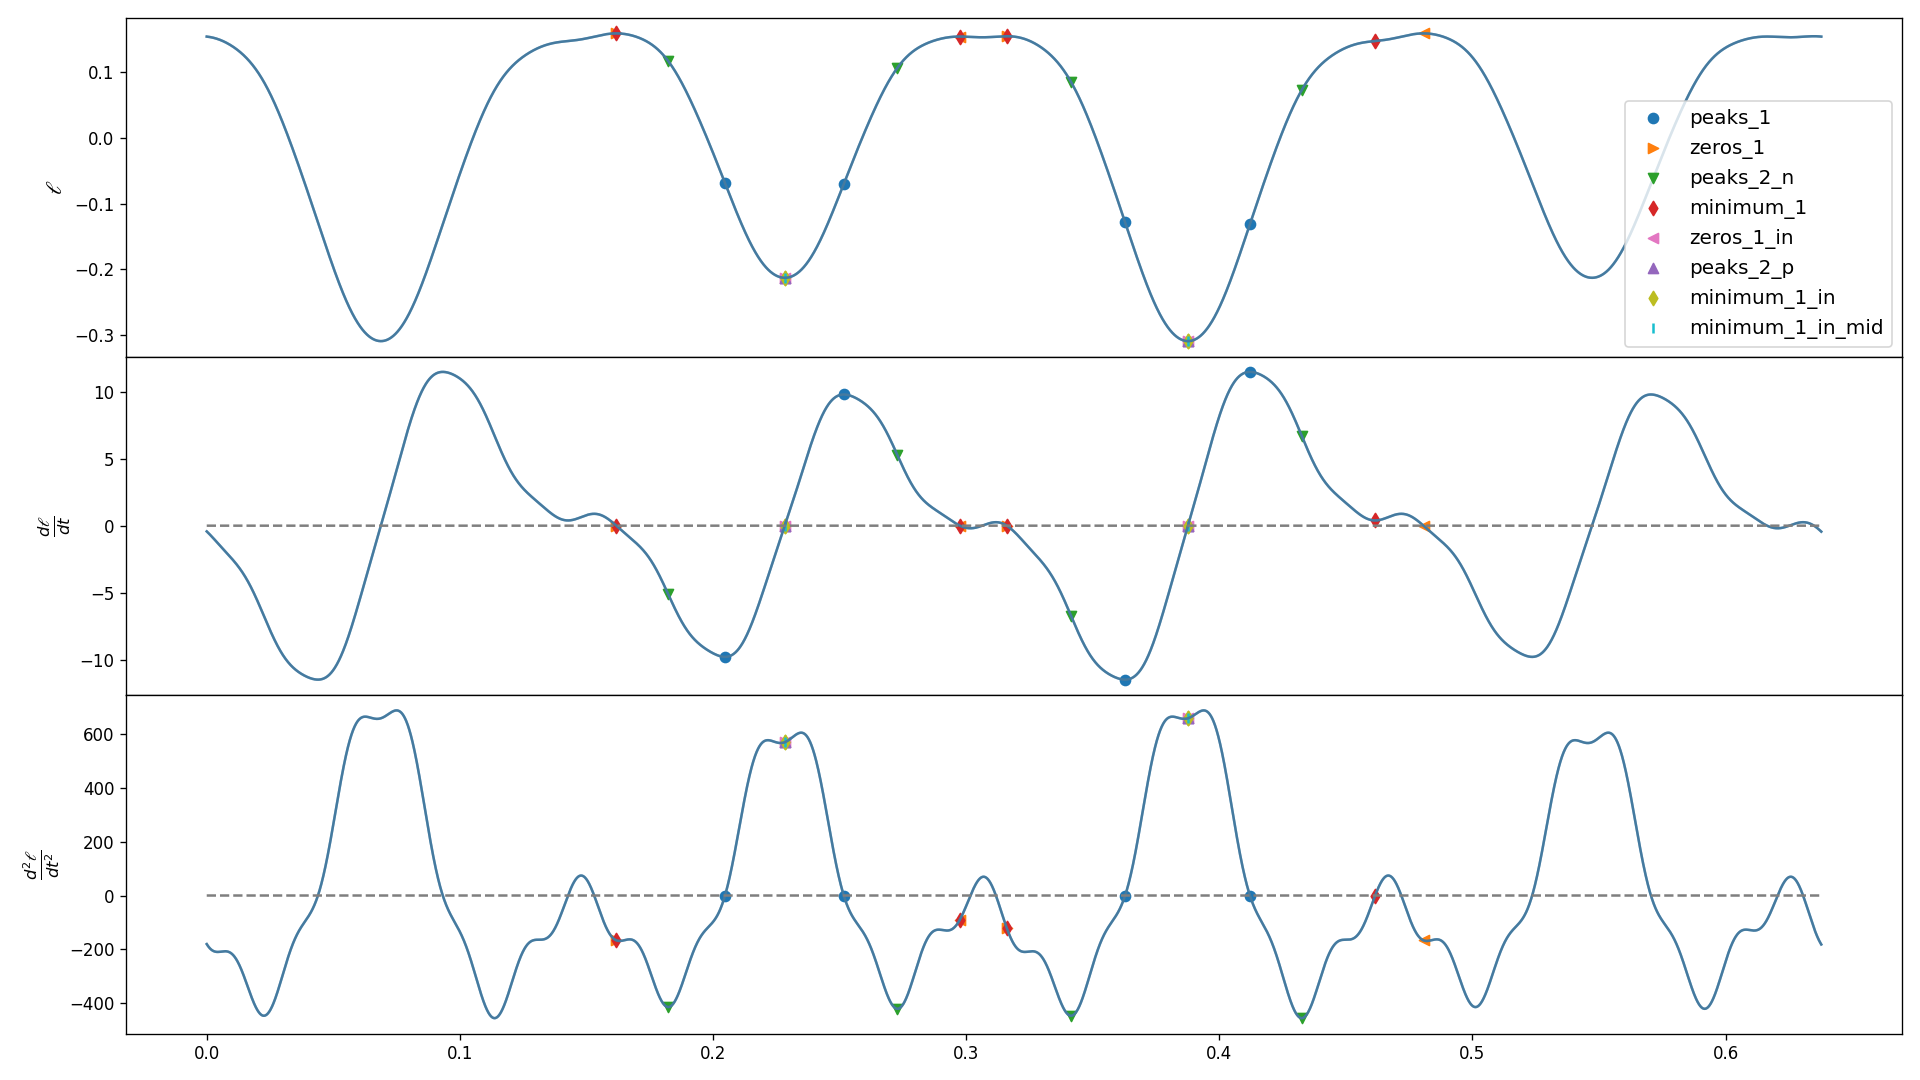 0.1
0.0
−0.1
−0.2
−0.3
ℓ
peaks_1
zeros_1
peaks_2_n
minimum_1
zeros_1_in
peaks_2_p
minimum_1_in
minimum_1_in_mid
10
5
0
−5
−10
dℓ
dt
600
400
200
0
−200
−400
d²ℓ
dt²
0.0 0.1 0.2 0.3 0.4 0.5 0.6